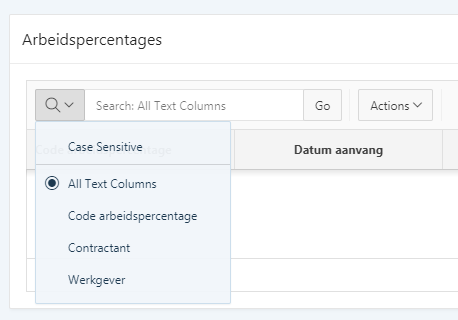 Arbeidspercentages
Search: All Text Columns
Go
Actions
Case Sensitive
Datum aanvang
All Text Columns
Code arbeidspercentage
Contractant
Werkgever